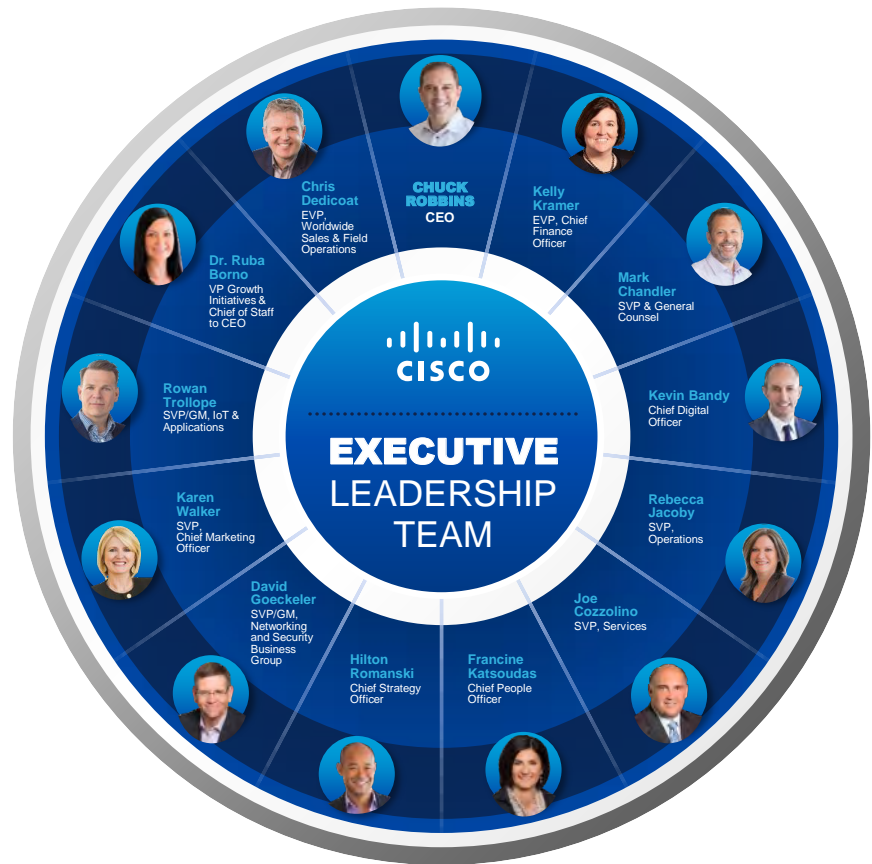 CHUCK
ROBBINS
CEO
Kelly
Kramer
EVP, Chief
Finance
Officer
Mark
Chandler
SVP & General
Counsel
Kevin Bandy
Chief Digital
Officer
Rebecca
Jacoby
SVP,
Operations
Joe
Cozzolino
SVP, Services
Francine
Katsoudas
Chief People
Officer
Hilton
Romanski
Chief Strategy
Officer
David
Goeckeler
SVP/GM,
Networking
and Security
Business
Group
Karen
Walker
SVP,
Chief Marketing
Officer
Rowan
Trollope
SVP/GM, IoT &
Applications
Dr. Ruba
Borno
VP Growth
Initiatives &
Chief of Staff
to CEO
Chris
Dedicoat
EVP,
Worldwide
Sales & Field
Operations
CISCO
EXECUTIVE
LEADERSHIP
TEAM